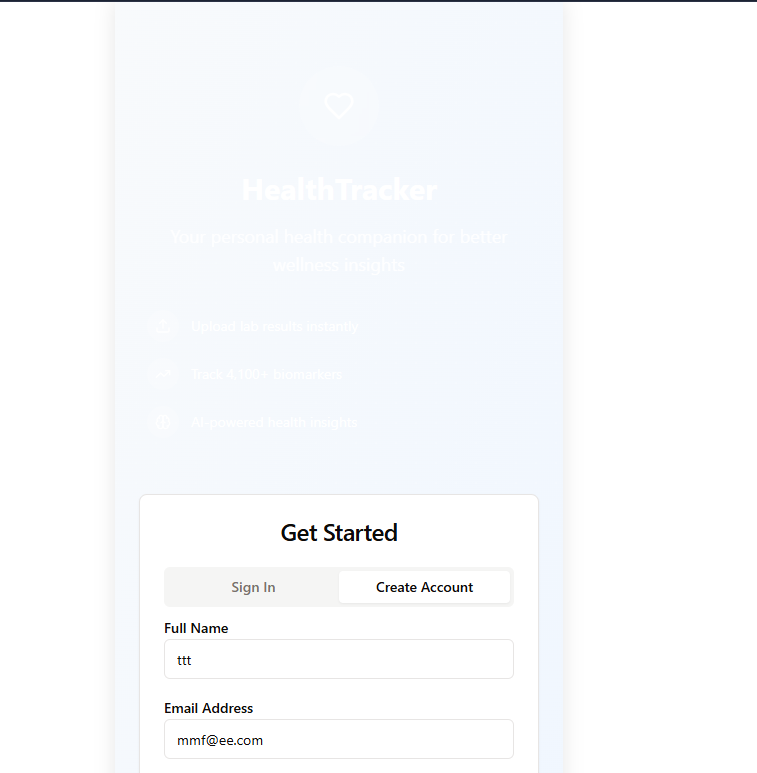 HealthTracker
Your personal health companion for better
wellness insights
Upload lab results instantly
Track 4,100+ biomarkers
AI-powered health insights
Get Started
Sign In
Create Account
Full Name
ttt
Email Address
mmf@ee.com